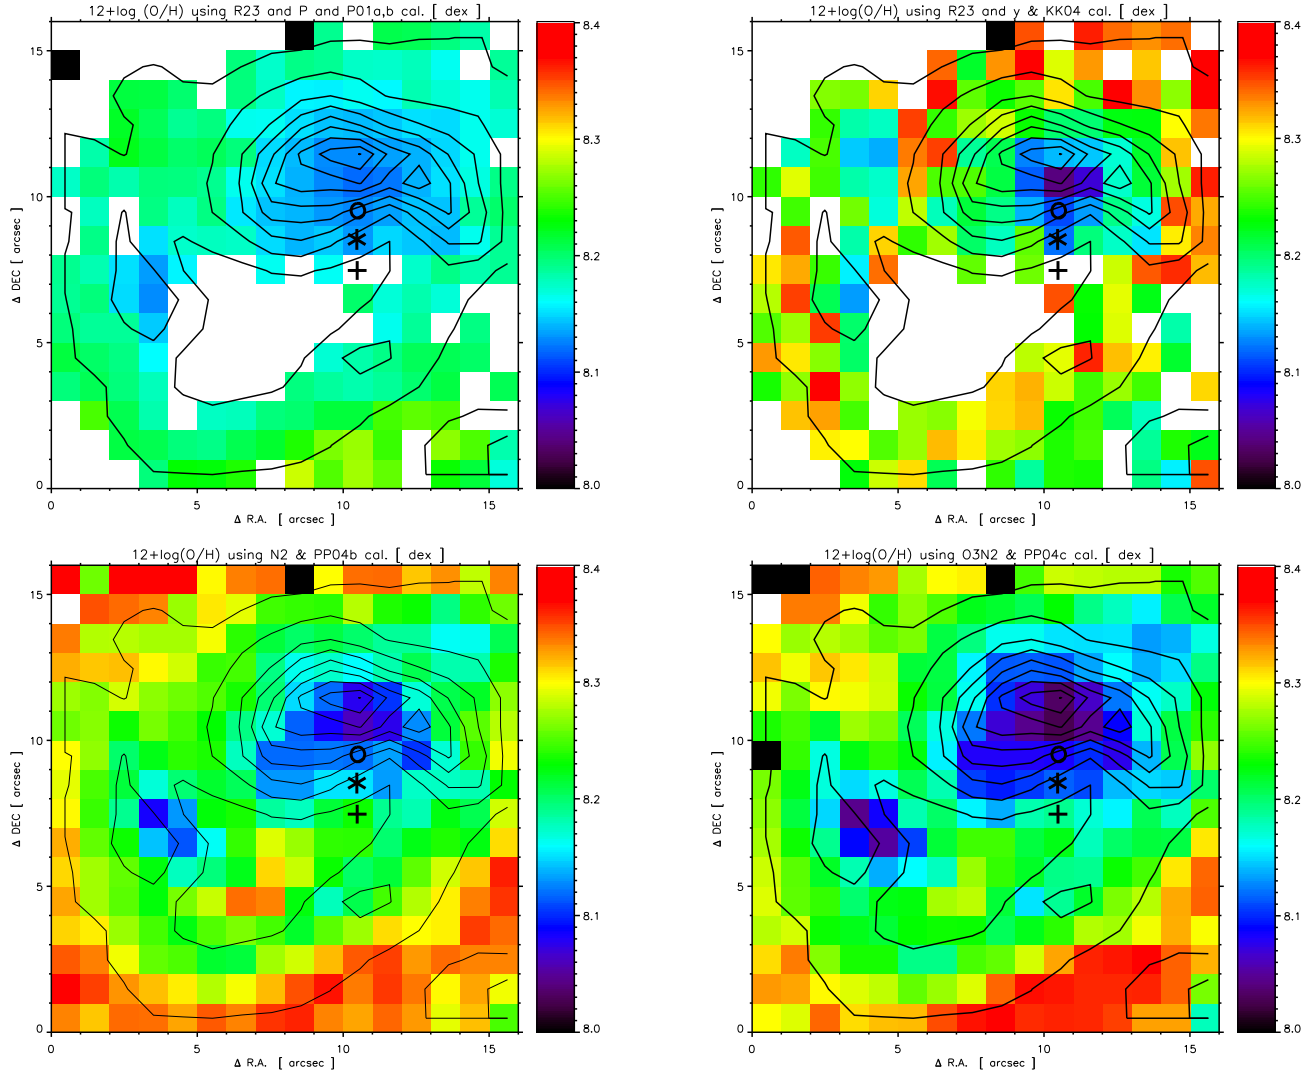 12+log (O/H) using R23 and P and P01a,b cal. [ dex ]
15
10
5
0
0 5 10 15
Δ DEC [ arcsec ]
Δ R.A. [ arcsec ]
8.4
8.3
8.2
8.1
8.0
12+log(O/H) using R23 and y & KK04 cal. [ dex ]
15
10
5
0
0 5 10 15
Δ DEC [ arcsec ]
Δ R.A. [ arcsec ]
8.4
8.3
8.2
8.1
8.0
12+log(O/H) using N2 & PP04b cal. [ dex ]
15
10
5
0
0 5 10 15
Δ DEC [ arcsec ]
Δ R.A. [ arcsec ]
8.4
8.3
8.2
8.1
8.0
12+log(O/H) using O3N2 & PP04c cal. [ dex ]
15
10
5
0
0 5 10 15
Δ DEC [ arcsec ]
Δ R.A. [ arcsec ]
8.4
8.3
8.2
8.1
8.0